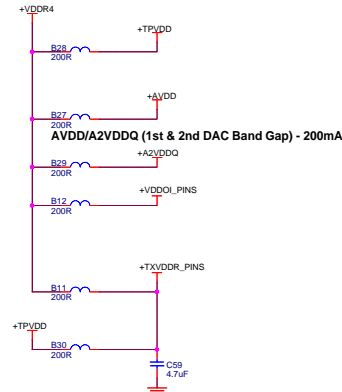 +VDDR4
+TPVDD
B28
200R
+AVDD
B27
200R
AVDD/A2VDDQ (1st & 2nd DAC Band Gap) - 200mA
+A2VDDQ
B29
200R
+VDDOI_PINS
B12
200R
+TXVDDR_PINS
B11
200R
+TPVDD
B30
200R
C59
4.7uF